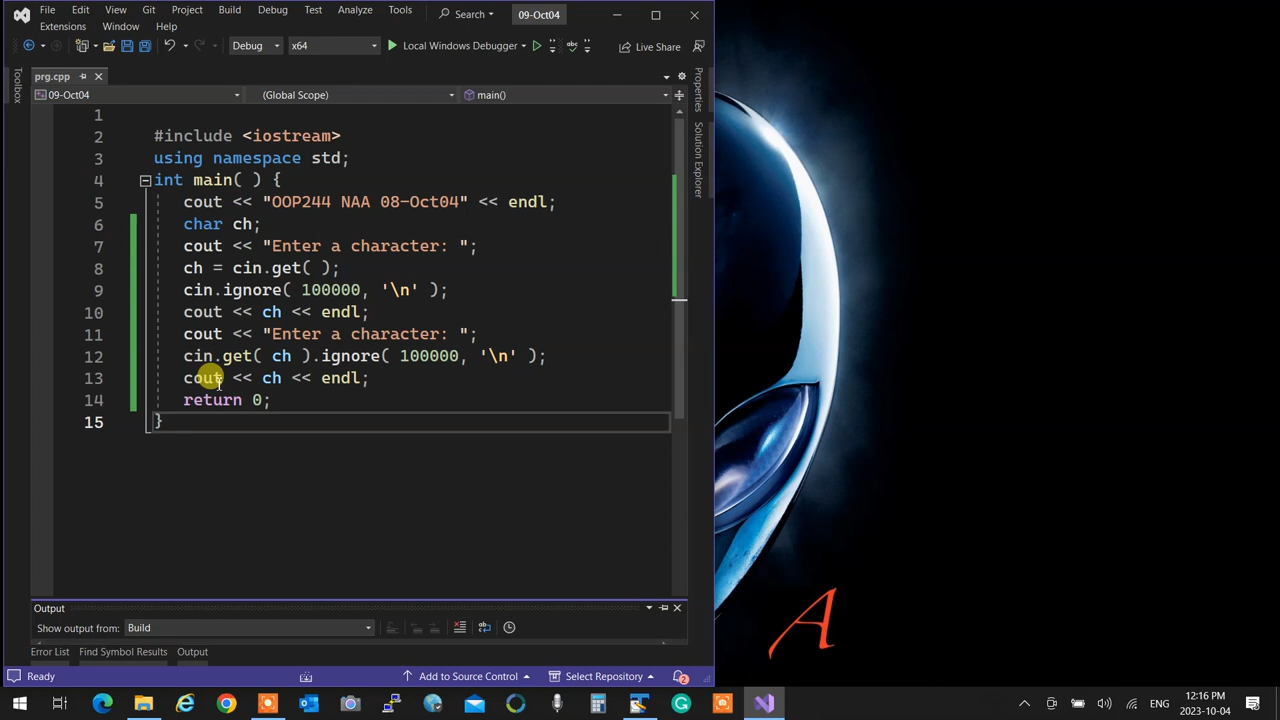 File Edit View Git Project Build Debug Test Analyze Tools Search 09-Oct04
Extensions Window Help
Debug x64 Local Windows Debugger Live Share
Toolbox
prg.cpp
09-Oct04 (Global Scope) main()
Properties
Solution Explorer
1
2 #include <iostream>
3 using namespace std;
4 int main( ) {
5 cout << "OOP244 NAA 08-Oct04" << endl;
6 char ch;
7 cout << "Enter a character: ";
8 ch = cin.get( );
9 cin.ignore( 100000, '\n' );
10 cout << ch << endl;
11 cout << "Enter a character: ";
12 cin.get( ch ).ignore( 100000, '\n' );
13 cout << ch << endl;
14 return 0;
15 }
Output
Show output from: Build
Error List Find Symbol Results Output
Ready Add to Source Control Select Repository 2
A
ENG 12:16 PM
2023-10-04